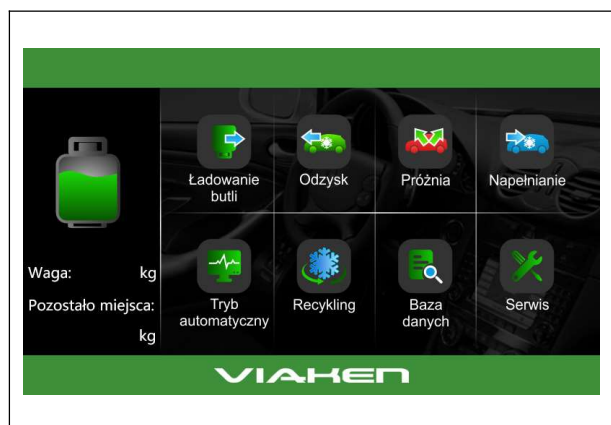 Ładowanie
butli
Odzysk
Próżnia
Napełnianie
Waga: kg
Pozostało miejsca:
kg
Tryb
automatyczny
Recykling
Baza
danych
Serwis
VIAKEN